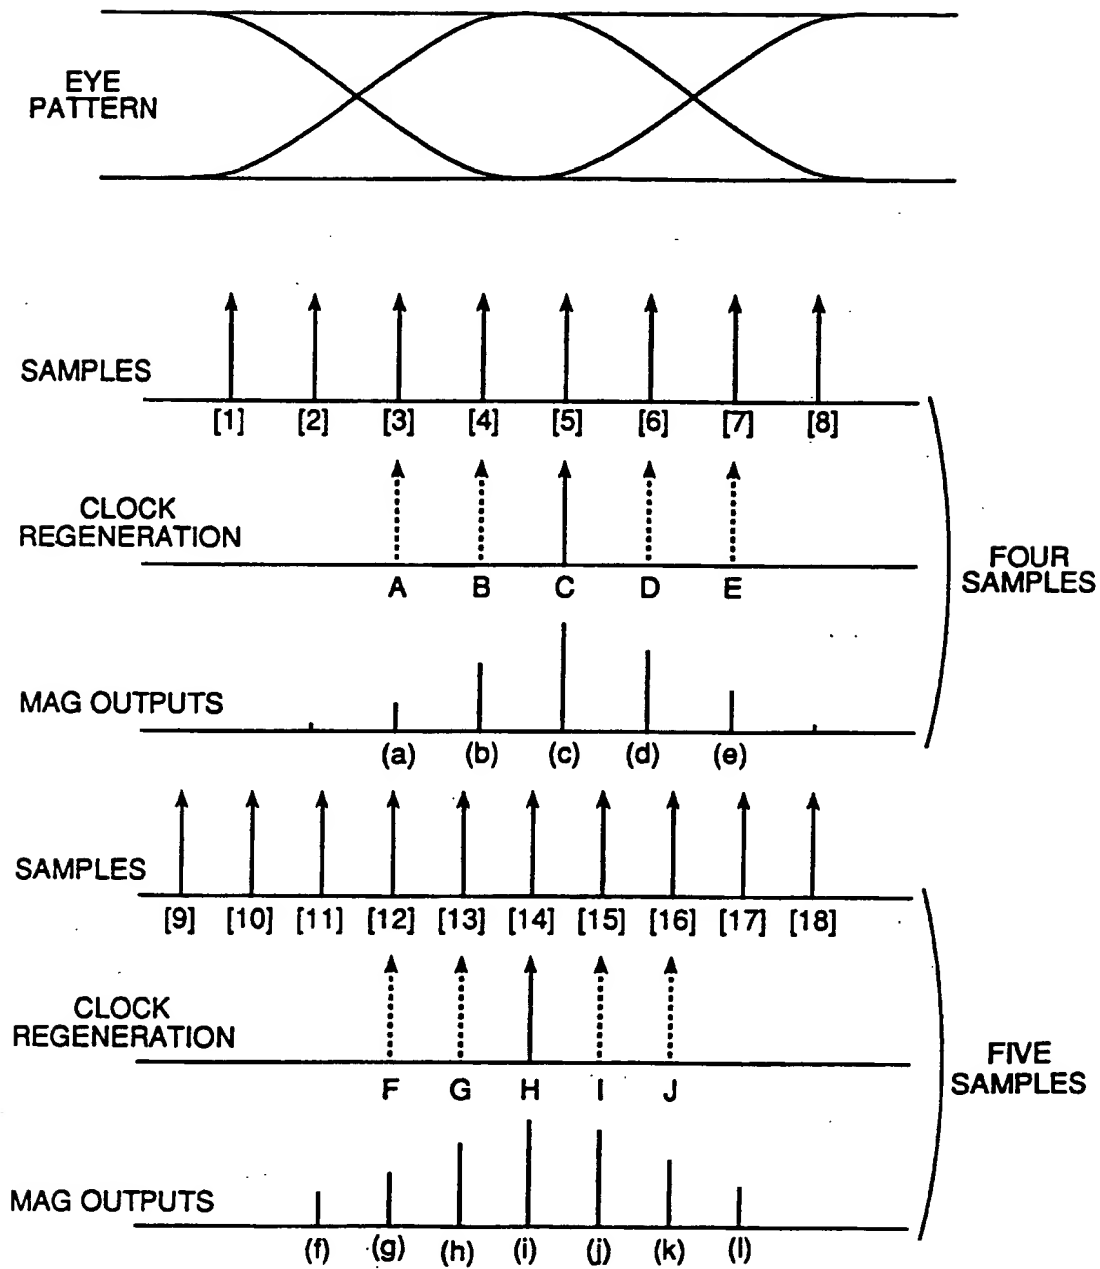 EYE
PATTERN
SAMPLES
[1] [2] [3] [4] [5] [6] [7] [8]
CLOCK
REGENERATION
A B C D E
FOUR
SAMPLES
MAG OUTPUTS
(a) (b) (c) (d) (e)
SAMPLES
[9] [10] [11] [12] [13] [14] [15] [16] [17] [18]
CLOCK
REGENERATION
F G H I J
FIVE
SAMPLES
MAG OUTPUTS
(f) (g) (h) (i) (j) (k) (l)